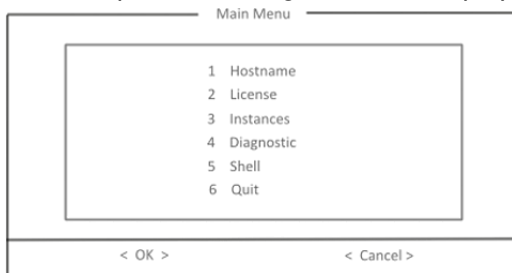 Main Menu
1 Hostname
2 License
3 Instances
4 Diagnostic
5 Shell
6 Quit
< OK > < Cancel >